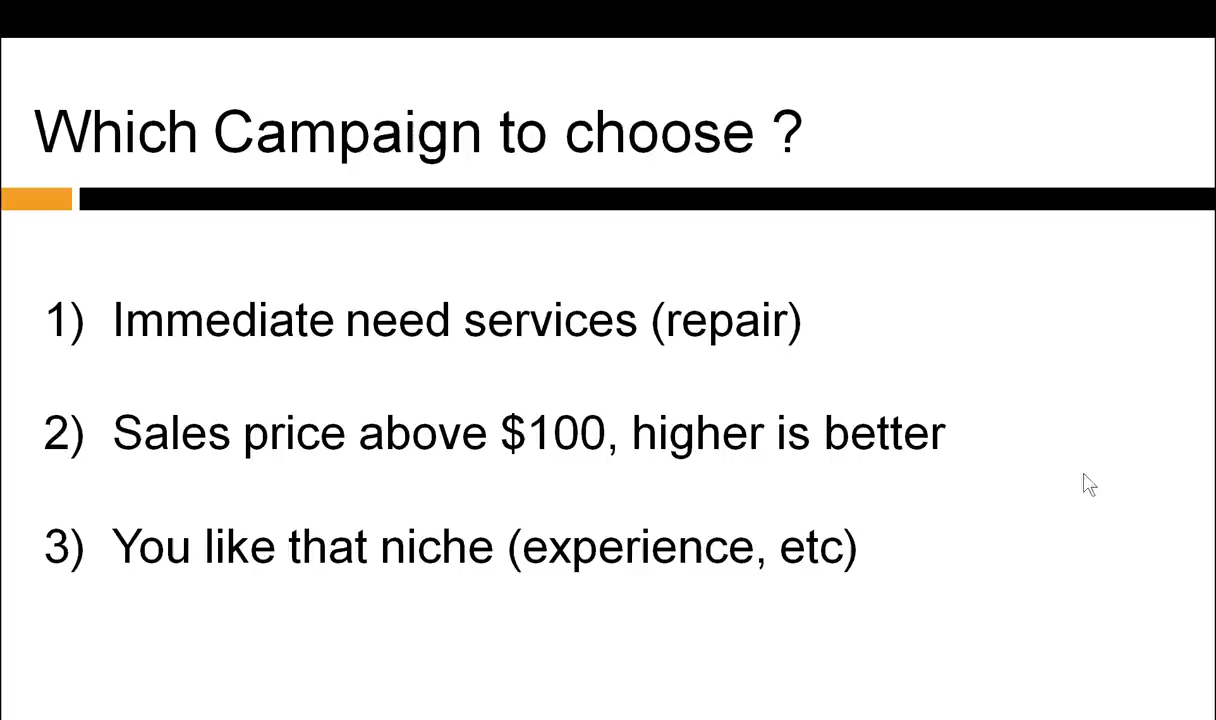 Which Campaign to choose ?
1) Immediate need services (repair)
2) Sales price above $100, higher is better
3) You like that niche (experience, etc)